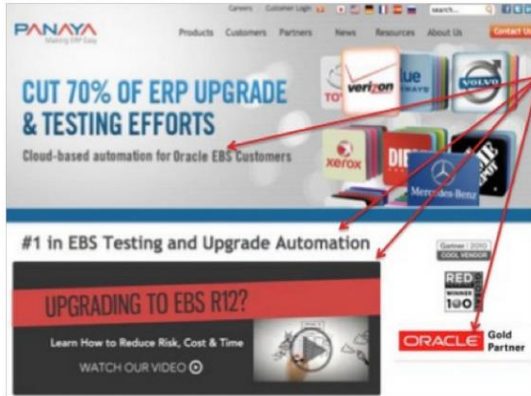 Careers Customer Login
search...
PANAYA
Making ERP Easy
Products Customers Partners News Resources About Us Contact Us
CUT 70% OF ERP UPGRADE
& TESTING EFFORTS
Cloud-based automation for Oracle EBS Customers
verizon
VOLVO
xerox
Mercedes-Benz
#1 in EBS Testing and Upgrade Automation
Gartner 2010
COOL VENDOR
RED
WINNER
100
GLOBAL
UPGRADING TO EBS R12?
Learn How to Reduce Risk, Cost & Time
WATCH OUR VIDEO
ORACLE Gold
Partner